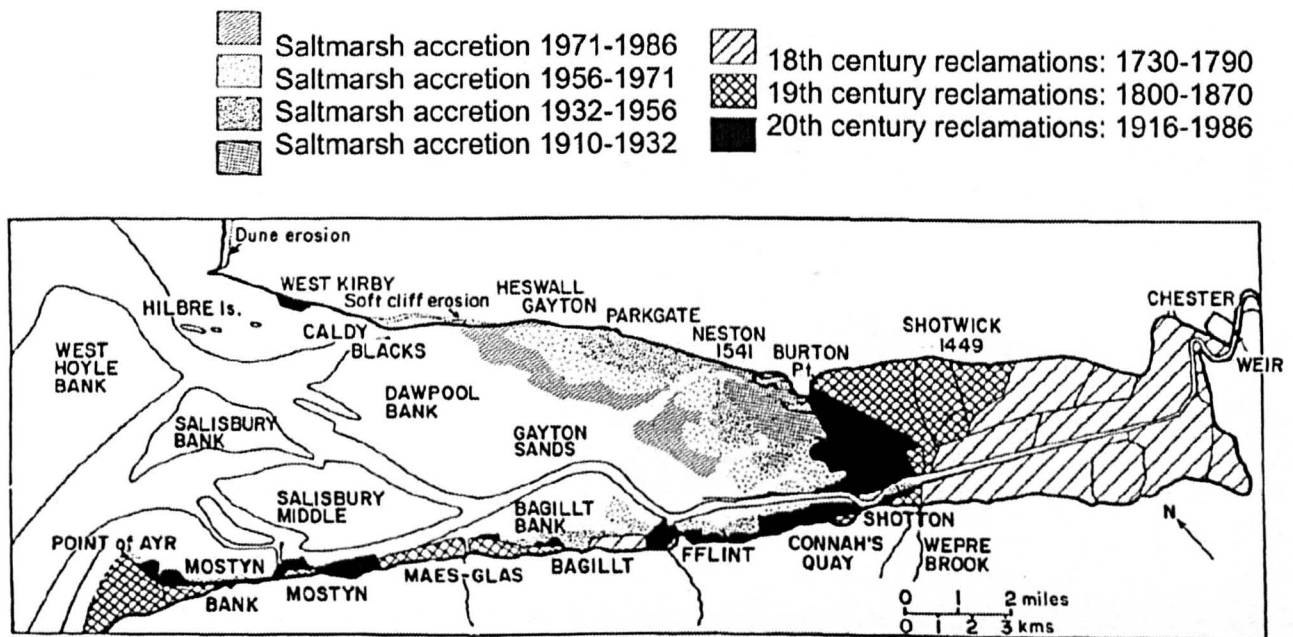 Saltmarsh accretion 1971-1986
Saltmarsh accretion 1956-1971
Saltmarsh accretion 1932-1956
Saltmarsh accretion 1910-1932
18th century reclamations: 1730-1790
19th century reclamations: 1800-1870
20th century reclamations: 1916-1986
Dune erosion
WEST KIRBY
Soft cliff erosion
HESWALL
GAYTON
PARKGATE
NESTON
1541
BURTON
Pt.
SHOTWICK
1449
CHESTER
WEIR
HILBRE Is.
CALDY
BLACKS
WEST
HOYLE
BANK
DAWPOOL
BANK
SALISBURY
BANK
GAYTON
SANDS
SALISBURY
MIDDLE
BAGILLT
BANK
POINT of AYR
MOSTYN
BANK
MOSTYN
MAES-GLAS
BAGILLT
FFLINT
CONNAH'S
QUAY
SHOTTON
WEPRE
BROOK
N
0 1 2 miles
0 1 2 3 kms